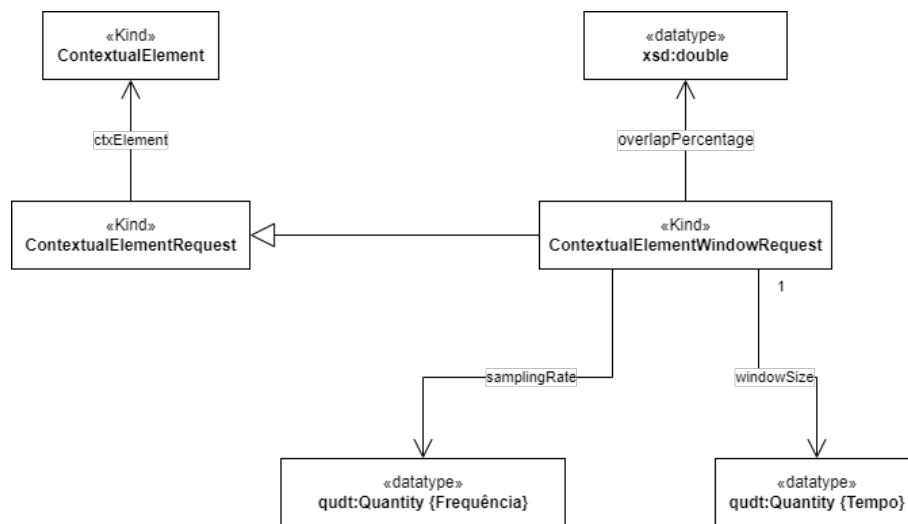 «Kind»
ContextualElement
«datatype»
xsd:double
ctxElement
overlapPercentage
«Kind»
ContextualElementRequest
«Kind»
ContextualElementWindowRequest
1
samplingRate
windowSize
«datatype»
qudt:Quantity {Frequência}
«datatype»
qudt:Quantity {Tempo}